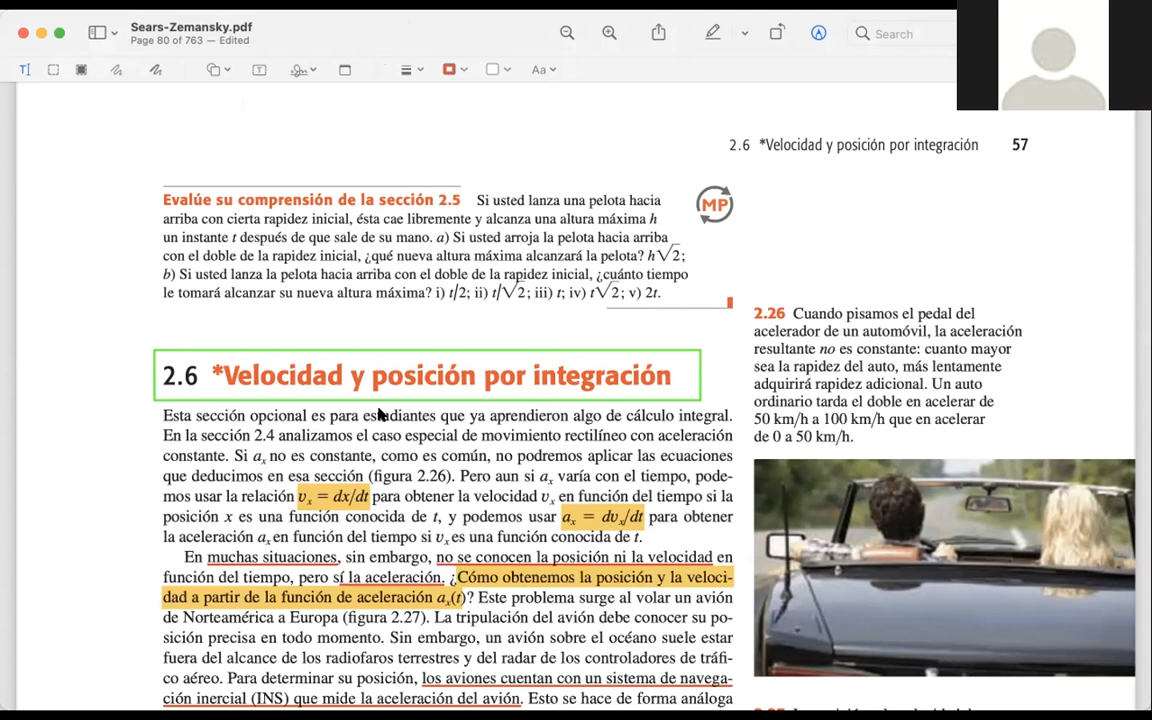 Sears-Zemansky.pdf
Page 80 of 763 — Edited
Search
Aa
2.6 *Velocidad y posición por integración 57
Evalúe su comprensión de la sección 2.5 Si usted lanza una pelota hacia
arriba con cierta rapidez inicial, ésta cae libremente y alcanza una altura máxima h
un instante t después de que sale de su mano. a) Si usted arroja la pelota hacia arriba
con el doble de la rapidez inicial, ¿qué nueva altura máxima alcanzará la pelota? h√2;
b) Si usted lanza la pelota hacia arriba con el doble de la rapidez inicial, ¿cuánto tiempo
le tomará alcanzar su nueva altura máxima? i) t/2; ii) t/√2; iii) t; iv) t√2; v) 2t.
MP
2.6 *Velocidad y posición por integración
Esta sección opcional es para estudiantes que ya aprendieron algo de cálculo integral.
En la sección 2.4 analizamos el caso especial de movimiento rectilíneo con aceleración
constante. Si aₓ no es constante, como es común, no podremos aplicar las ecuaciones
que deducimos en esa sección (figura 2.26). Pero aun si aₓ varía con el tiempo, pode-
mos usar la relación vₓ = dx/dt para obtener la velocidad vₓ en función del tiempo si la
posición x es una función conocida de t, y podemos usar aₓ = dvₓ/dt para obtener
la aceleración aₓ en función del tiempo si vₓ es una función conocida de t.
En muchas situaciones, sin embargo, no se conocen la posición ni la velocidad en
función del tiempo, pero sí la aceleración. ¿Cómo obtenemos la posición y la veloci-
dad a partir de la función de aceleración aₓ(t)? Este problema surge al volar un avión
de Norteamérica a Europa (figura 2.27). La tripulación del avión debe conocer su po-
sición precisa en todo momento. Sin embargo, un avión sobre el océano suele estar
fuera del alcance de los radiofaros terrestres y del radar de los controladores de tráfi-
co aéreo. Para determinar su posición, los aviones cuentan con un sistema de navega-
ción inercial (INS) que mide la aceleración del avión. Esto se hace de forma análoga
2.26 Cuando pisamos el pedal del
acelerador de un automóvil, la aceleración
resultante no es constante: cuanto mayor
sea la rapidez del auto, más lentamente
adquirirá rapidez adicional. Un auto
ordinario tarda el doble en acelerar de
50 km/h a 100 km/h que en acelerar
de 0 a 50 km/h.